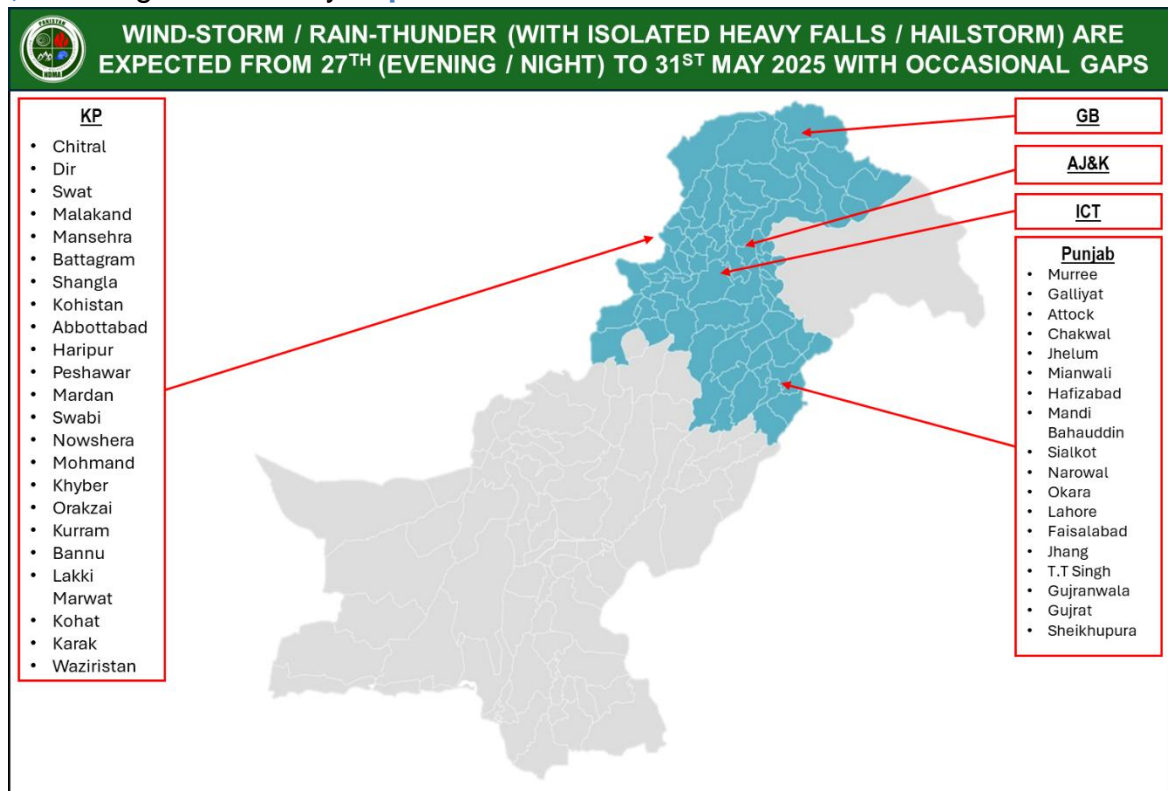 WIND-STORM / RAIN-THUNDER (WITH ISOLATED HEAVY FALLS / HAILSTORM) ARE
EXPECTED FROM 27TH (EVENING / NIGHT) TO 31ST MAY 2025 WITH OCCASIONAL GAPS
PAKISTAN
NDMA
KP
• Chitral
• Dir
• Swat
• Malakand
• Mansehra
• Battagram
• Shangla
• Kohistan
• Abbottabad
• Haripur
• Peshawar
• Mardan
• Swabi
• Nowshera
• Mohmand
• Khyber
• Orakzai
• Kurram
• Bannu
• Lakki
Marwat
• Kohat
• Karak
• Waziristan
GB
AJ&K
ICT
Punjab
• Murree
• Galliyat
• Attock
• Chakwal
• Jhelum
• Mianwali
• Hafizabad
• Mandi
Bahauddin
• Sialkot
• Narowal
• Okara
• Lahore
• Faisalabad
• Jhang
• T.T Singh
• Gujranwala
• Gujrat
• Sheikhupura